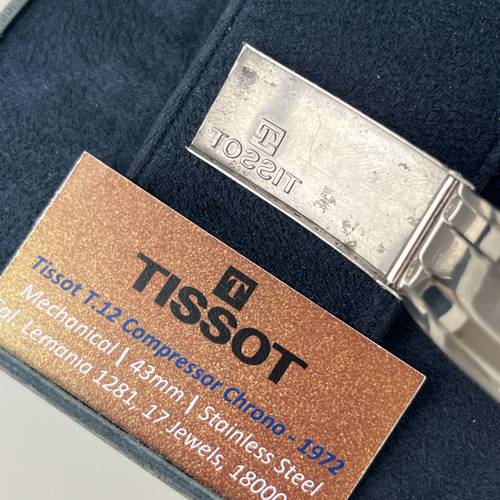 T
TISSOT
T
TISSOT
Tissot T.12 Compressor Chrono - 1972
Mechanical | 43mm | Stainless Steel
Lemania 1281, 17 Jewels, 18000